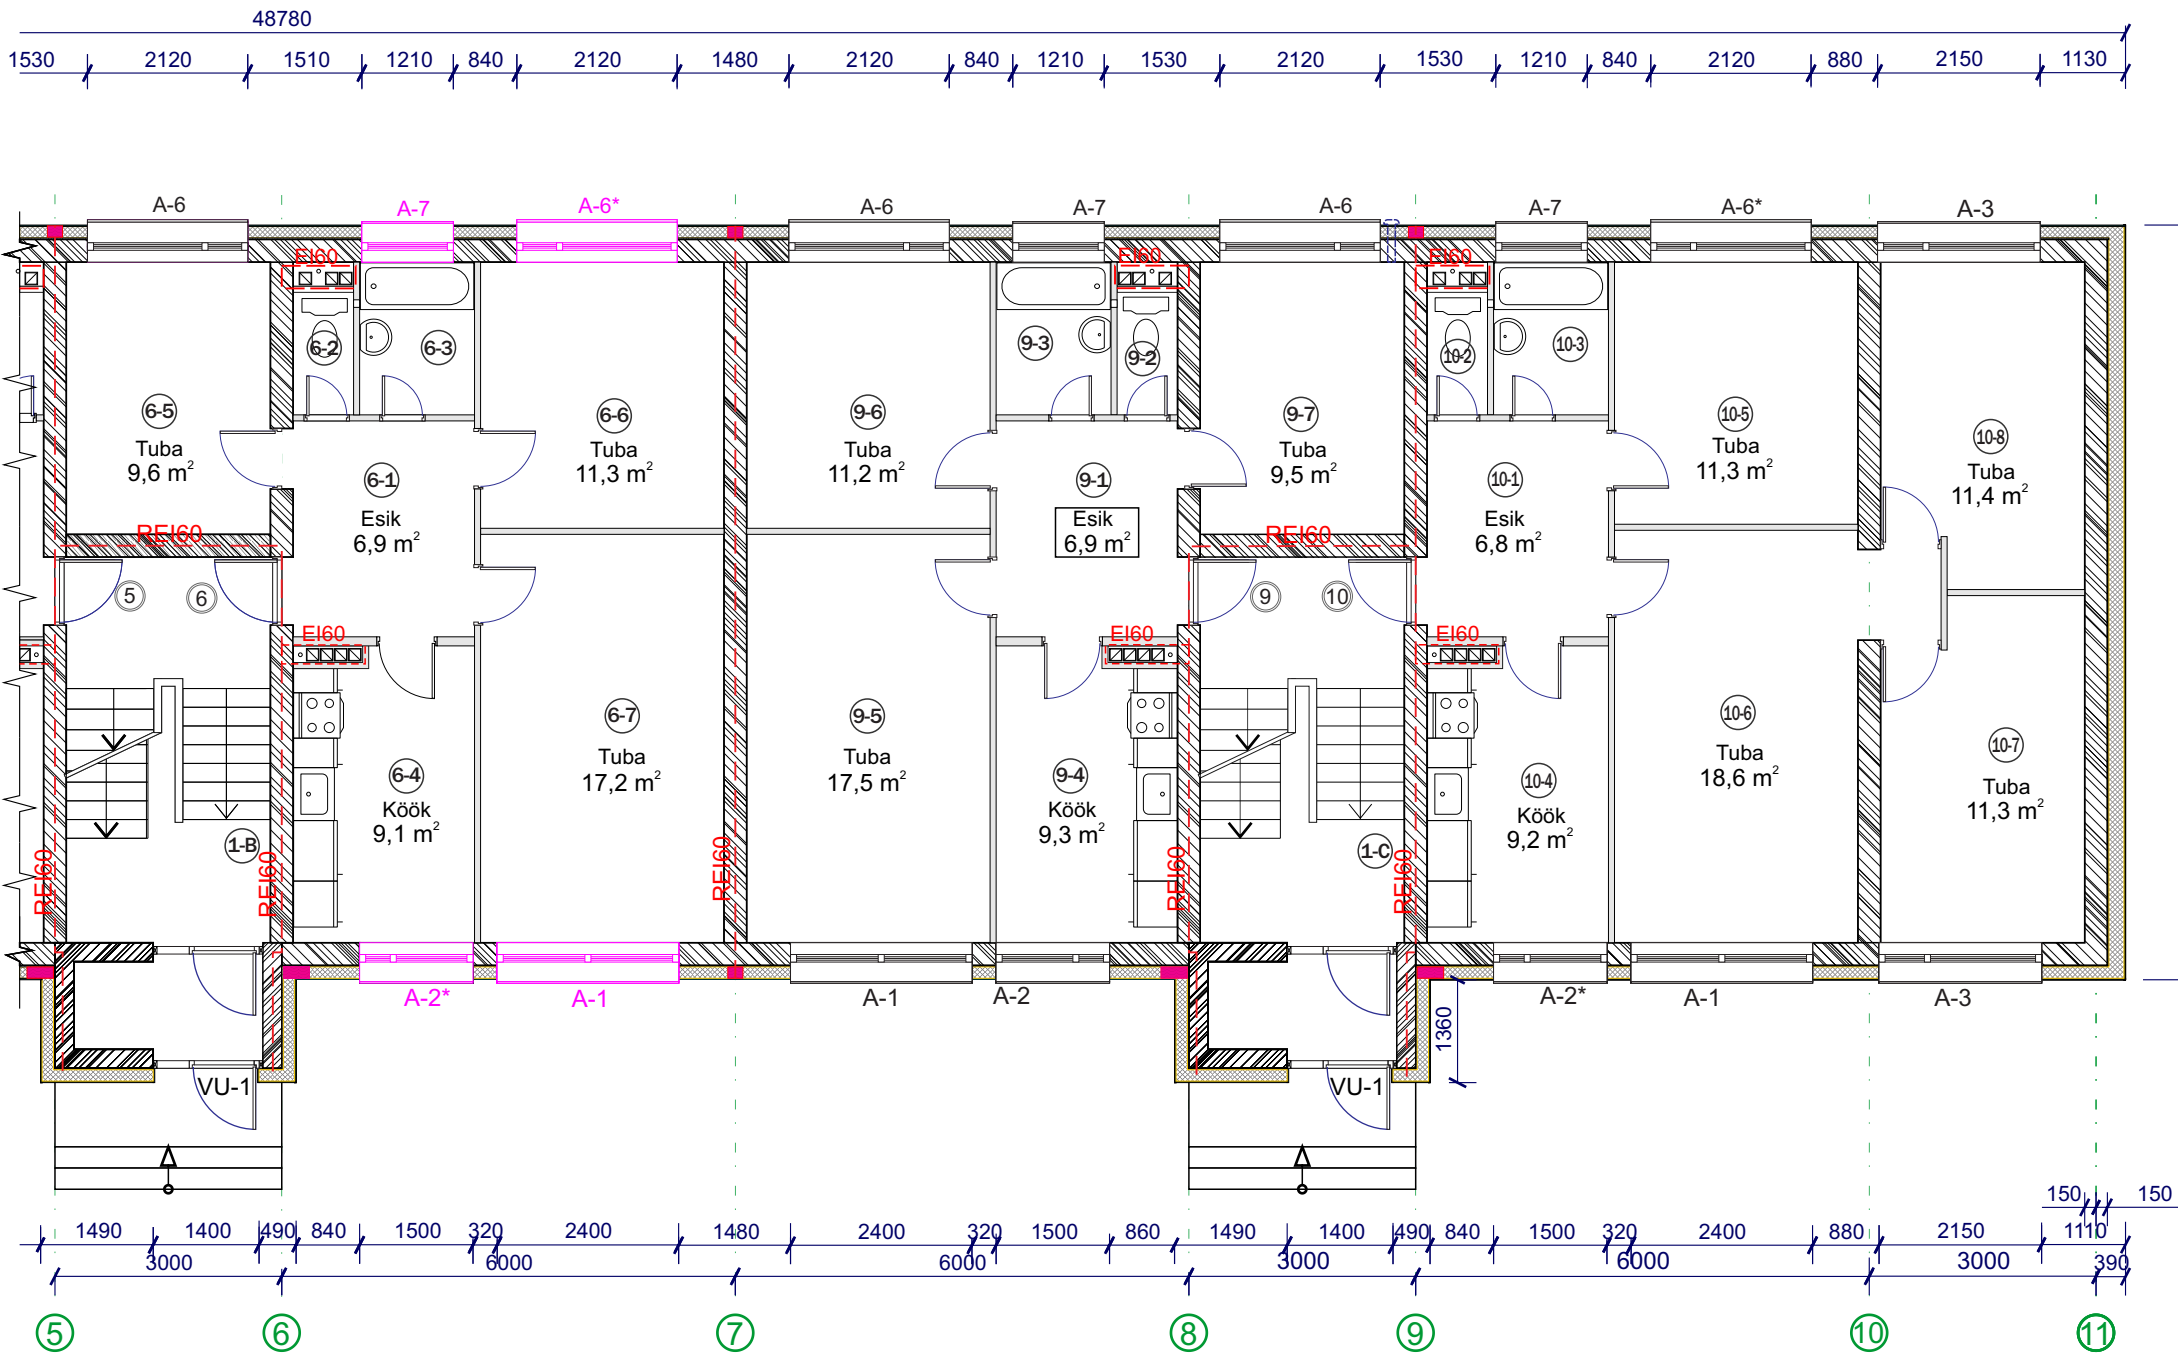 48780
1530 2120 1510 1210 840 2120 1480 2120 840 1210 1530 2120 1530 1210 840 2120 880 2150 1130
A-6 A-7 A-6* A-6 A-7 A-6 A-7 A-6* A-3
EI60 EI60 EI60
6-2 6-3 9-3 9-2 10-2 10-3
6-5
Tuba
9,6 m²
6-6
Tuba
11,3 m²
9-6
Tuba
11,2 m²
9-7
Tuba
9,5 m²
10-5
Tuba
11,3 m²
10-8
Tuba
11,4 m²
6-1
Esik
6,9 m²
9-1
Esik
6,9 m²
10-1
Esik
6,8 m²
REI60 REI60
5 6 9 10
EI60 EI60 EI60
6-7
Tuba
17,2 m²
9-5
Tuba
17,5 m²
10-6
Tuba
18,6 m²
10-7
Tuba
11,3 m²
6-4
Köök
9,1 m²
9-4
Köök
9,3 m²
10-4
Köök
9,2 m²
1-B 1-C
REI60 REI60 REI60 REI60 REI60
A-2* A-1 A-1 A-2 A-2* A-1 A-3
1360
VU-1 VU-1
150 150
1490 1400 490 840 1500 320 2400 1480 2400 320 1500 860 1490 1400 490 840 1500 320 2400 880 2150 1110
3000 6000 6000 3000 6000 3000 390
5 6 7 8 9 10 11